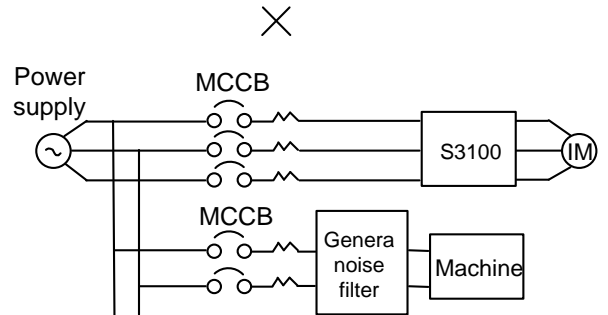 Power
supply
MCCB
S3100
IM
MCCB
Genera
noise
filter
Machine